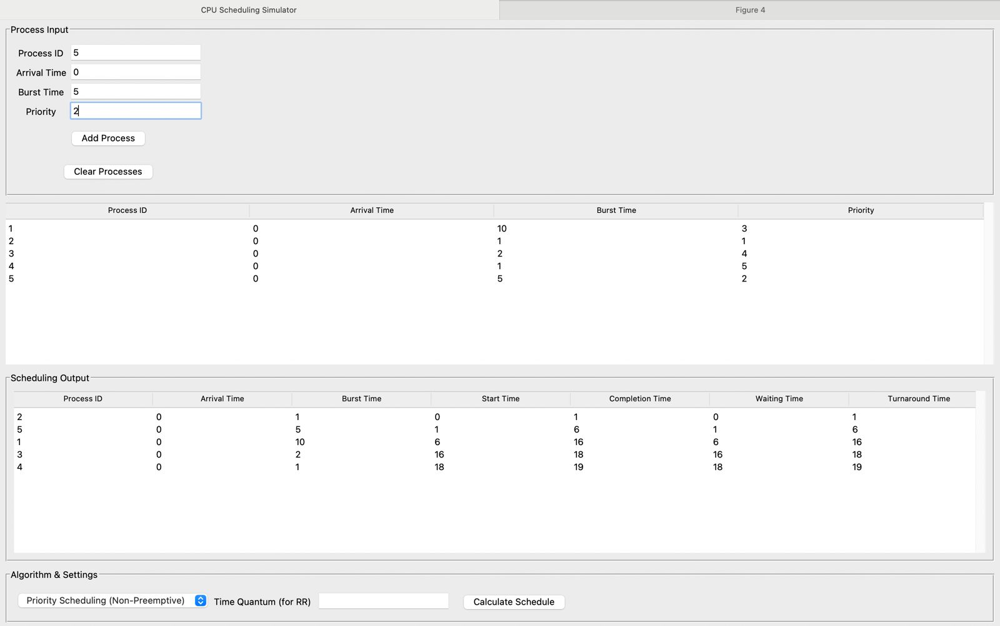 CPU Scheduling Simulator Figure 4
Process Input
Process ID 5
Arrival Time 0
Burst Time 5
Priority 2
Add Process
Clear Processes
Process ID Arrival Time Burst Time Priority
1 0 10 3
2 0 1 1
3 0 2 4
4 0 1 5
5 0 5 2
Scheduling Output
Process ID Arrival Time Burst Time Start Time Completion Time Waiting Time Turnaround Time
2 0 1 0 1 0 1
5 0 5 1 6 1 6
1 0 10 6 16 6 16
3 0 2 16 18 16 18
4 0 1 18 19 18 19
Algorithm & Settings
Priority Scheduling (Non-Preemptive) Time Quantum (for RR) Calculate Schedule